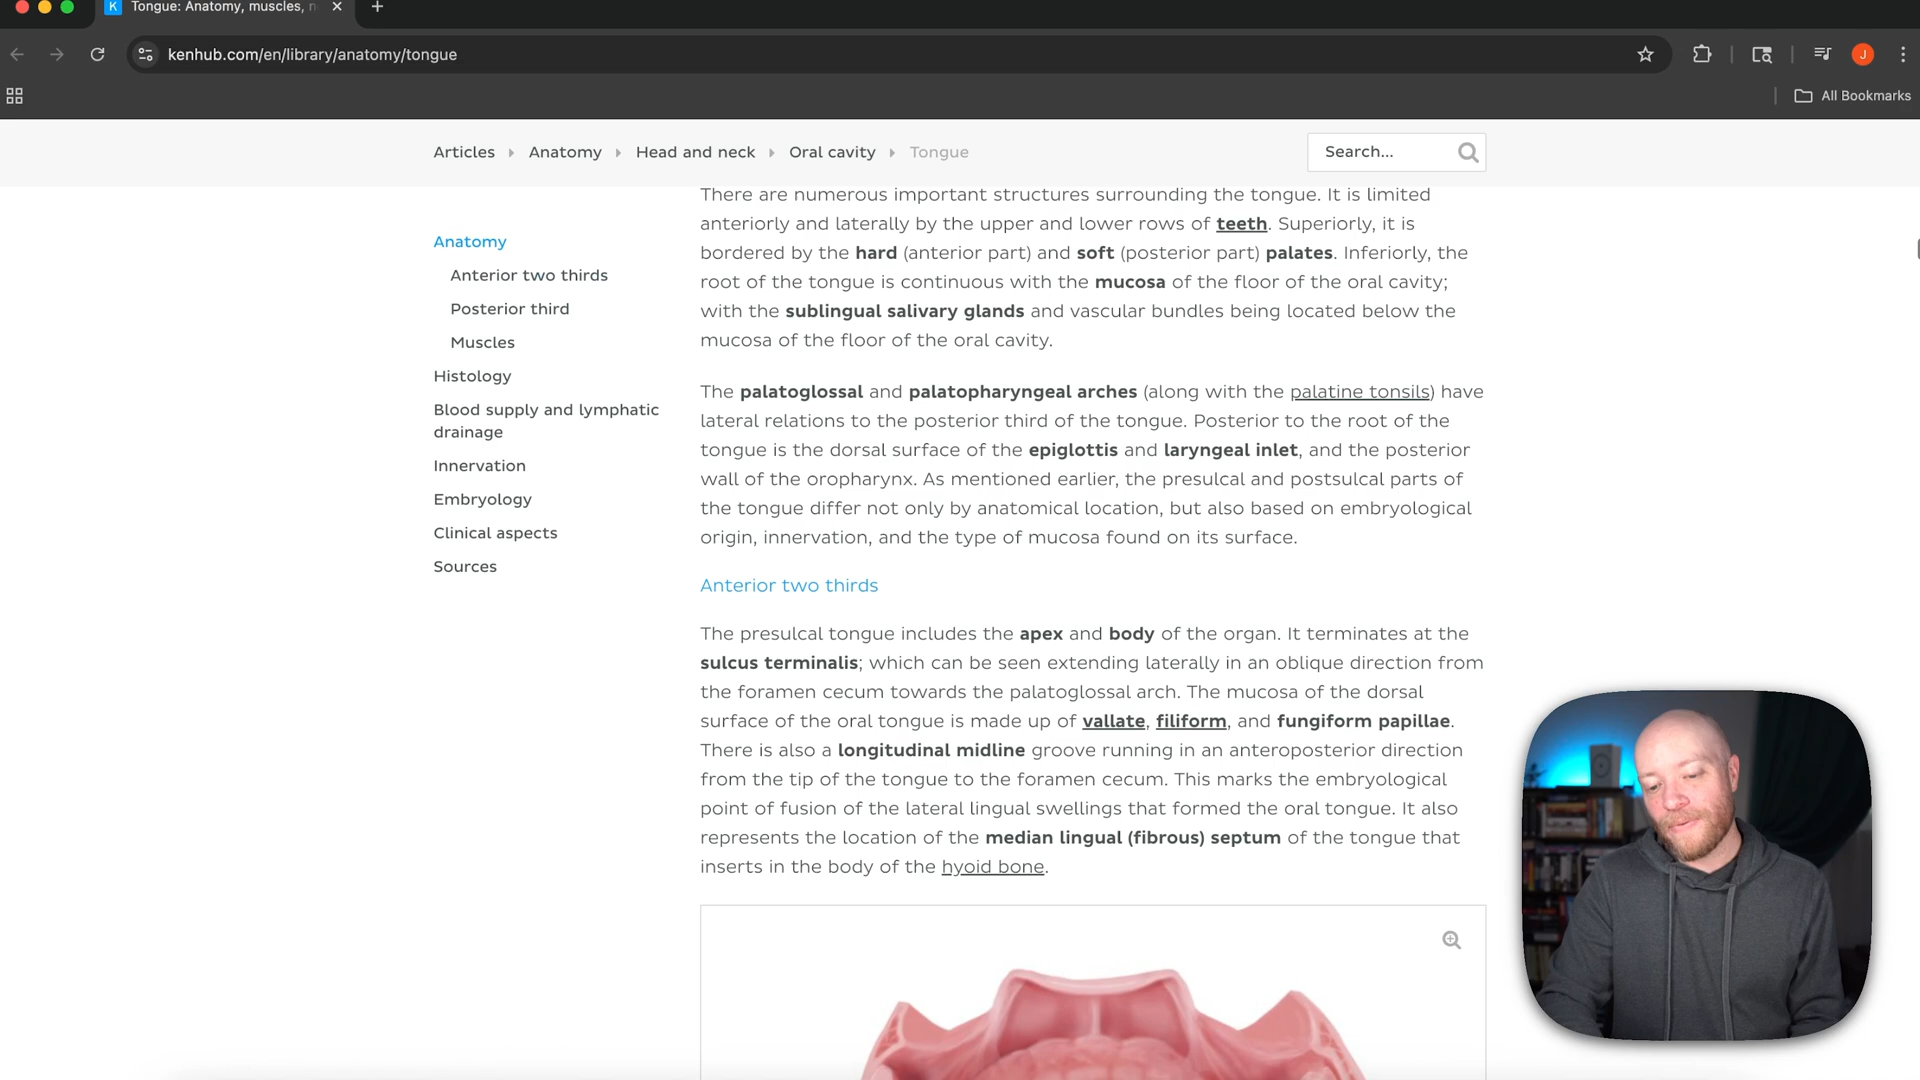 K Tongue: Anatomy, muscles, n
kenhub.com/en/library/anatomy/tongue
J
All Bookmarks
Articles Anatomy Head and neck Oral cavity Tongue
Search...
Anatomy
Anterior two thirds
Posterior third
Muscles
Histology
Blood supply and lymphatic
drainage
Innervation
Embryology
Clinical aspects
Sources
There are numerous important structures surrounding the tongue. It is limited
anteriorly and laterally by the upper and lower rows of teeth. Superiorly, it is
bordered by the hard (anterior part) and soft (posterior part) palates. Inferiorly, the
root of the tongue is continuous with the mucosa of the floor of the oral cavity;
with the sublingual salivary glands and vascular bundles being located below the
mucosa of the floor of the oral cavity.
The palatoglossal and palatopharyngeal arches (along with the palatine tonsils) have
lateral relations to the posterior third of the tongue. Posterior to the root of the
tongue is the dorsal surface of the epiglottis and laryngeal inlet, and the posterior
wall of the oropharynx. As mentioned earlier, the presulcal and postsulcal parts of
the tongue differ not only by anatomical location, but also based on embryological
origin, innervation, and the type of mucosa found on its surface.
Anterior two thirds
The presulcal tongue includes the apex and body of the organ. It terminates at the
sulcus terminalis; which can be seen extending laterally in an oblique direction from
the foramen cecum towards the palatoglossal arch. The mucosa of the dorsal
surface of the oral tongue is made up of vallate, filiform, and fungiform papillae.
There is also a longitudinal midline groove running in an anteroposterior direction
from the tip of the tongue to the foramen cecum. This marks the embryological
point of fusion of the lateral lingual swellings that formed the oral tongue. It also
represents the location of the median lingual (fibrous) septum of the tongue that
inserts in the body of the hyoid bone.